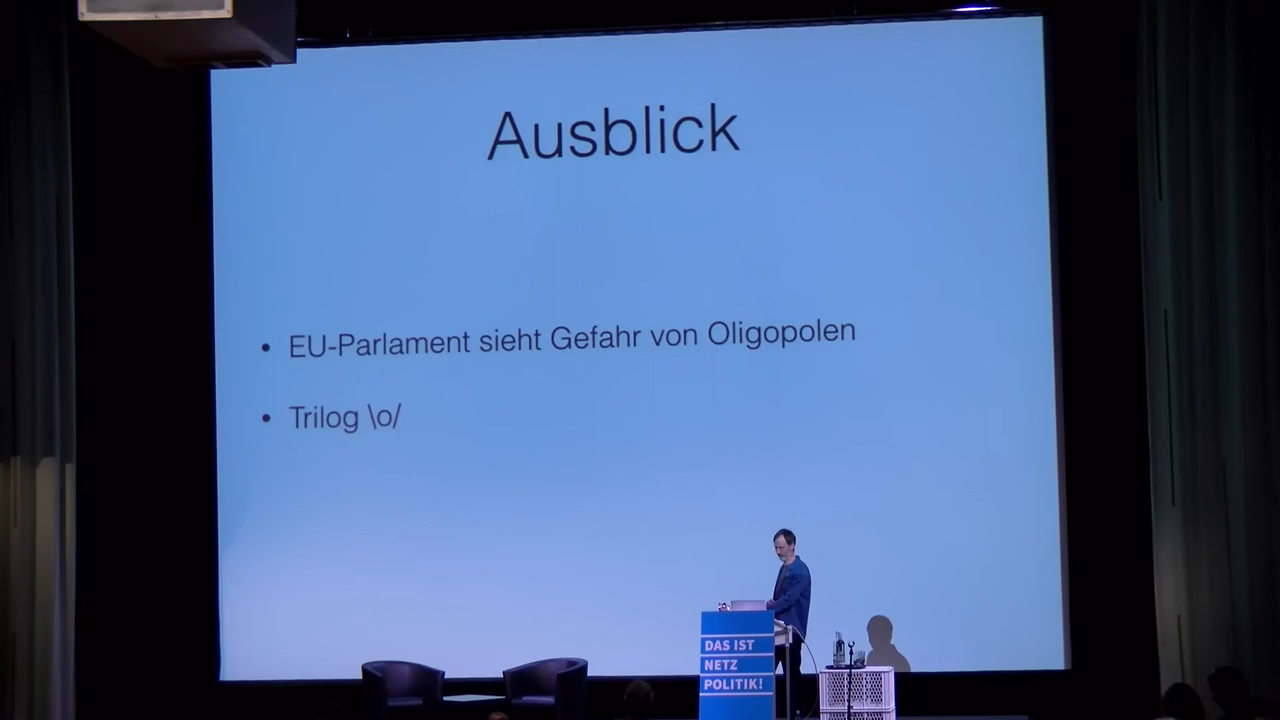 Ausblick
• EU-Parlament sieht Gefahr von Oligopolen
• Trilog \o/
DAS IST
NETZ
POLITIK!